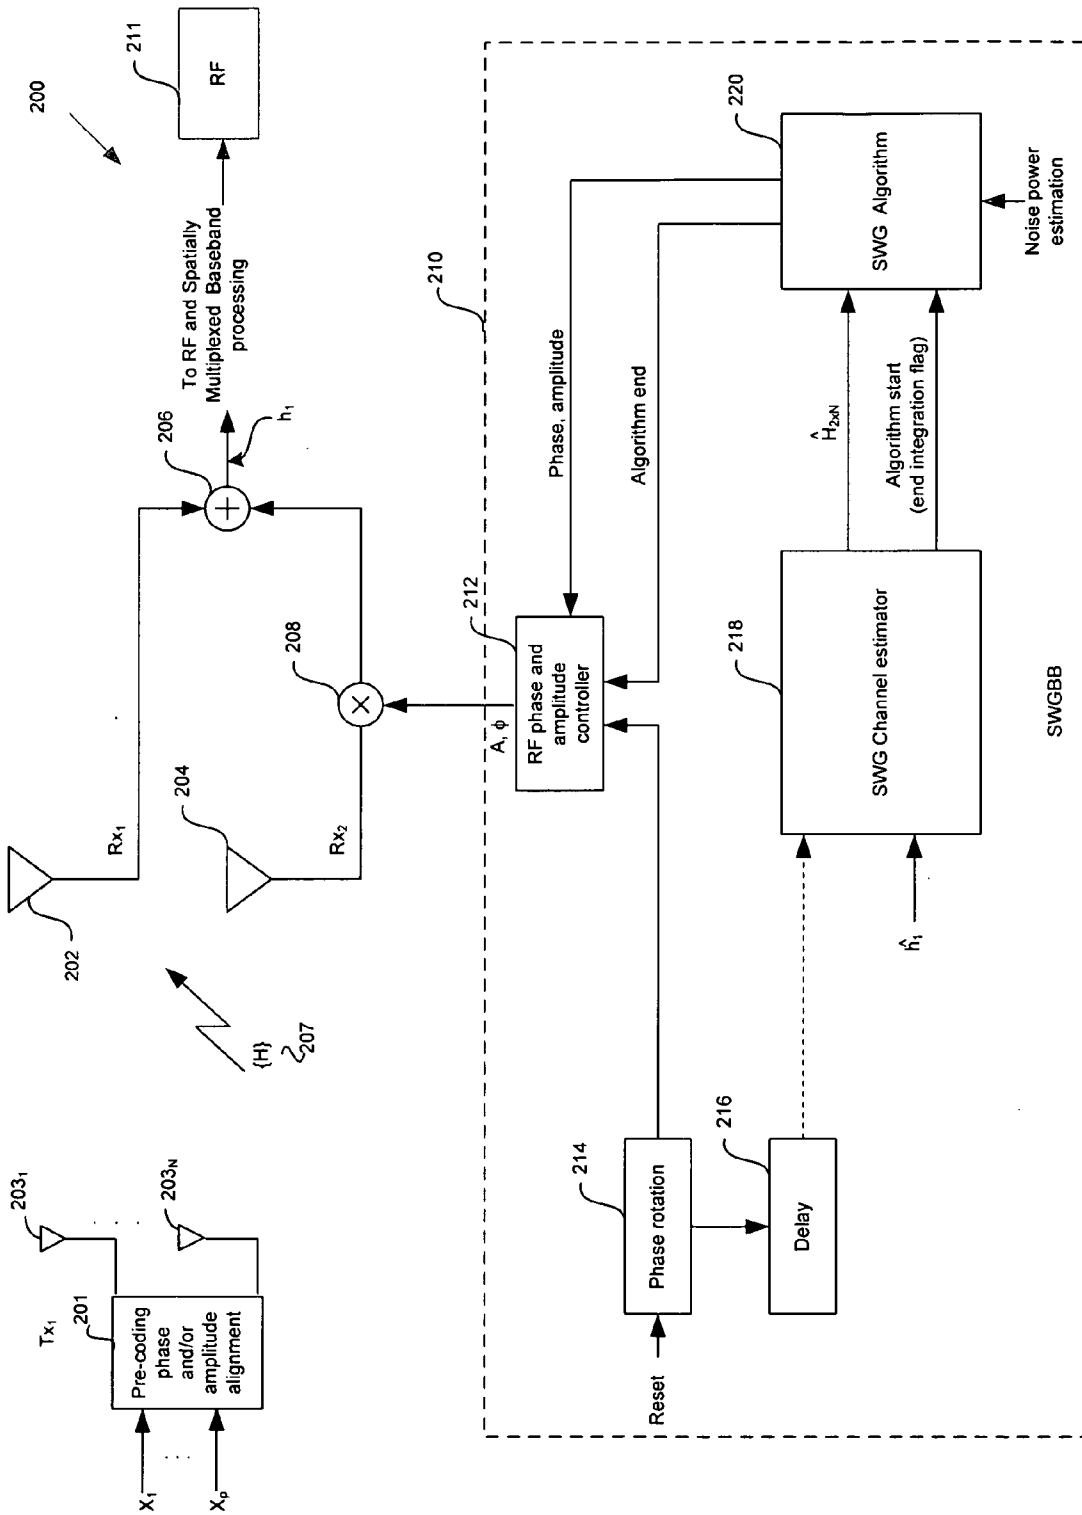 200
211
RF
To RF and Spatially
Multiplexed Baseband
processing
206
h₁
Rx₁
202
204
Rx₂
208
{H}
207
Tx₁
203₁
. . . .
203N
201
Pre-coding
phase
and/or
amplitude
alignment
X₁
. . .
Xp
210
A, ϕ
212
RF phase and
amplitude
controller
Phase, amplitude
Algorithm end
220
SWG Algorithm
Noise power
estimation
Ĥ2xN
Algorithm start
(end integration flag)
218
SWG Channel estimator
ĥ₁
214
Phase rotation
Reset
216
Delay
SWGBB